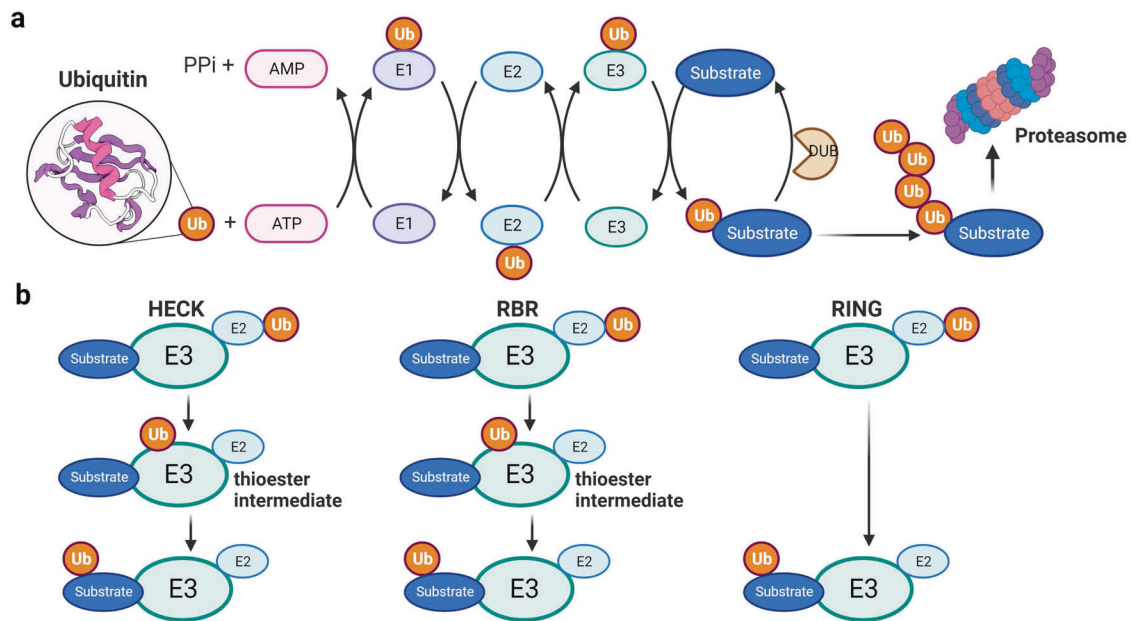 a
Ubiquitin
PPi +
AMP
Ub
E1
E2
Ub
E3
Substrate
DUB
Proteasome
Ub
+
ATP
E1
E2
Ub
E3
Ub
Substrate
Ub
Ub
Ub
Ub
Substrate
b
HECK
Substrate
E3
E2
Ub
Ub
Substrate
E3
E2
thioester
intermediate
Ub
Substrate
E3
E2
RBR
Substrate
E3
E2
Ub
Ub
Substrate
E3
E2
thioester
intermediate
Ub
Substrate
E3
E2
RING
Substrate
E3
E2
Ub
Ub
Substrate
E3
E2